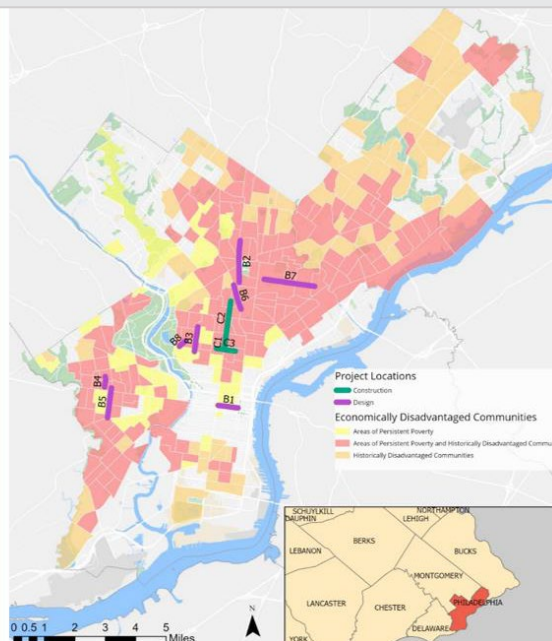 B2
B7
B6
C2
B3
B8
C1
C3
B4
B5
B1
Project Locations
Construction
Design
Economically Disadvantaged Communities
Areas of Persistent Poverty
Areas of Persistent Poverty and Historically Disadvantaged Commu
Historically Disadvantaged Communities
0 0.5 1 2 3 4 5
Miles
N
SCHUYLKILL
NORTHAMPTON
DAUPHIN
LEHIGH
LEBANON
BERKS
BUCKS
MONTGOMERY
LANCASTER
CHESTER
PHILADELPHIA
DELAWARE
YORK